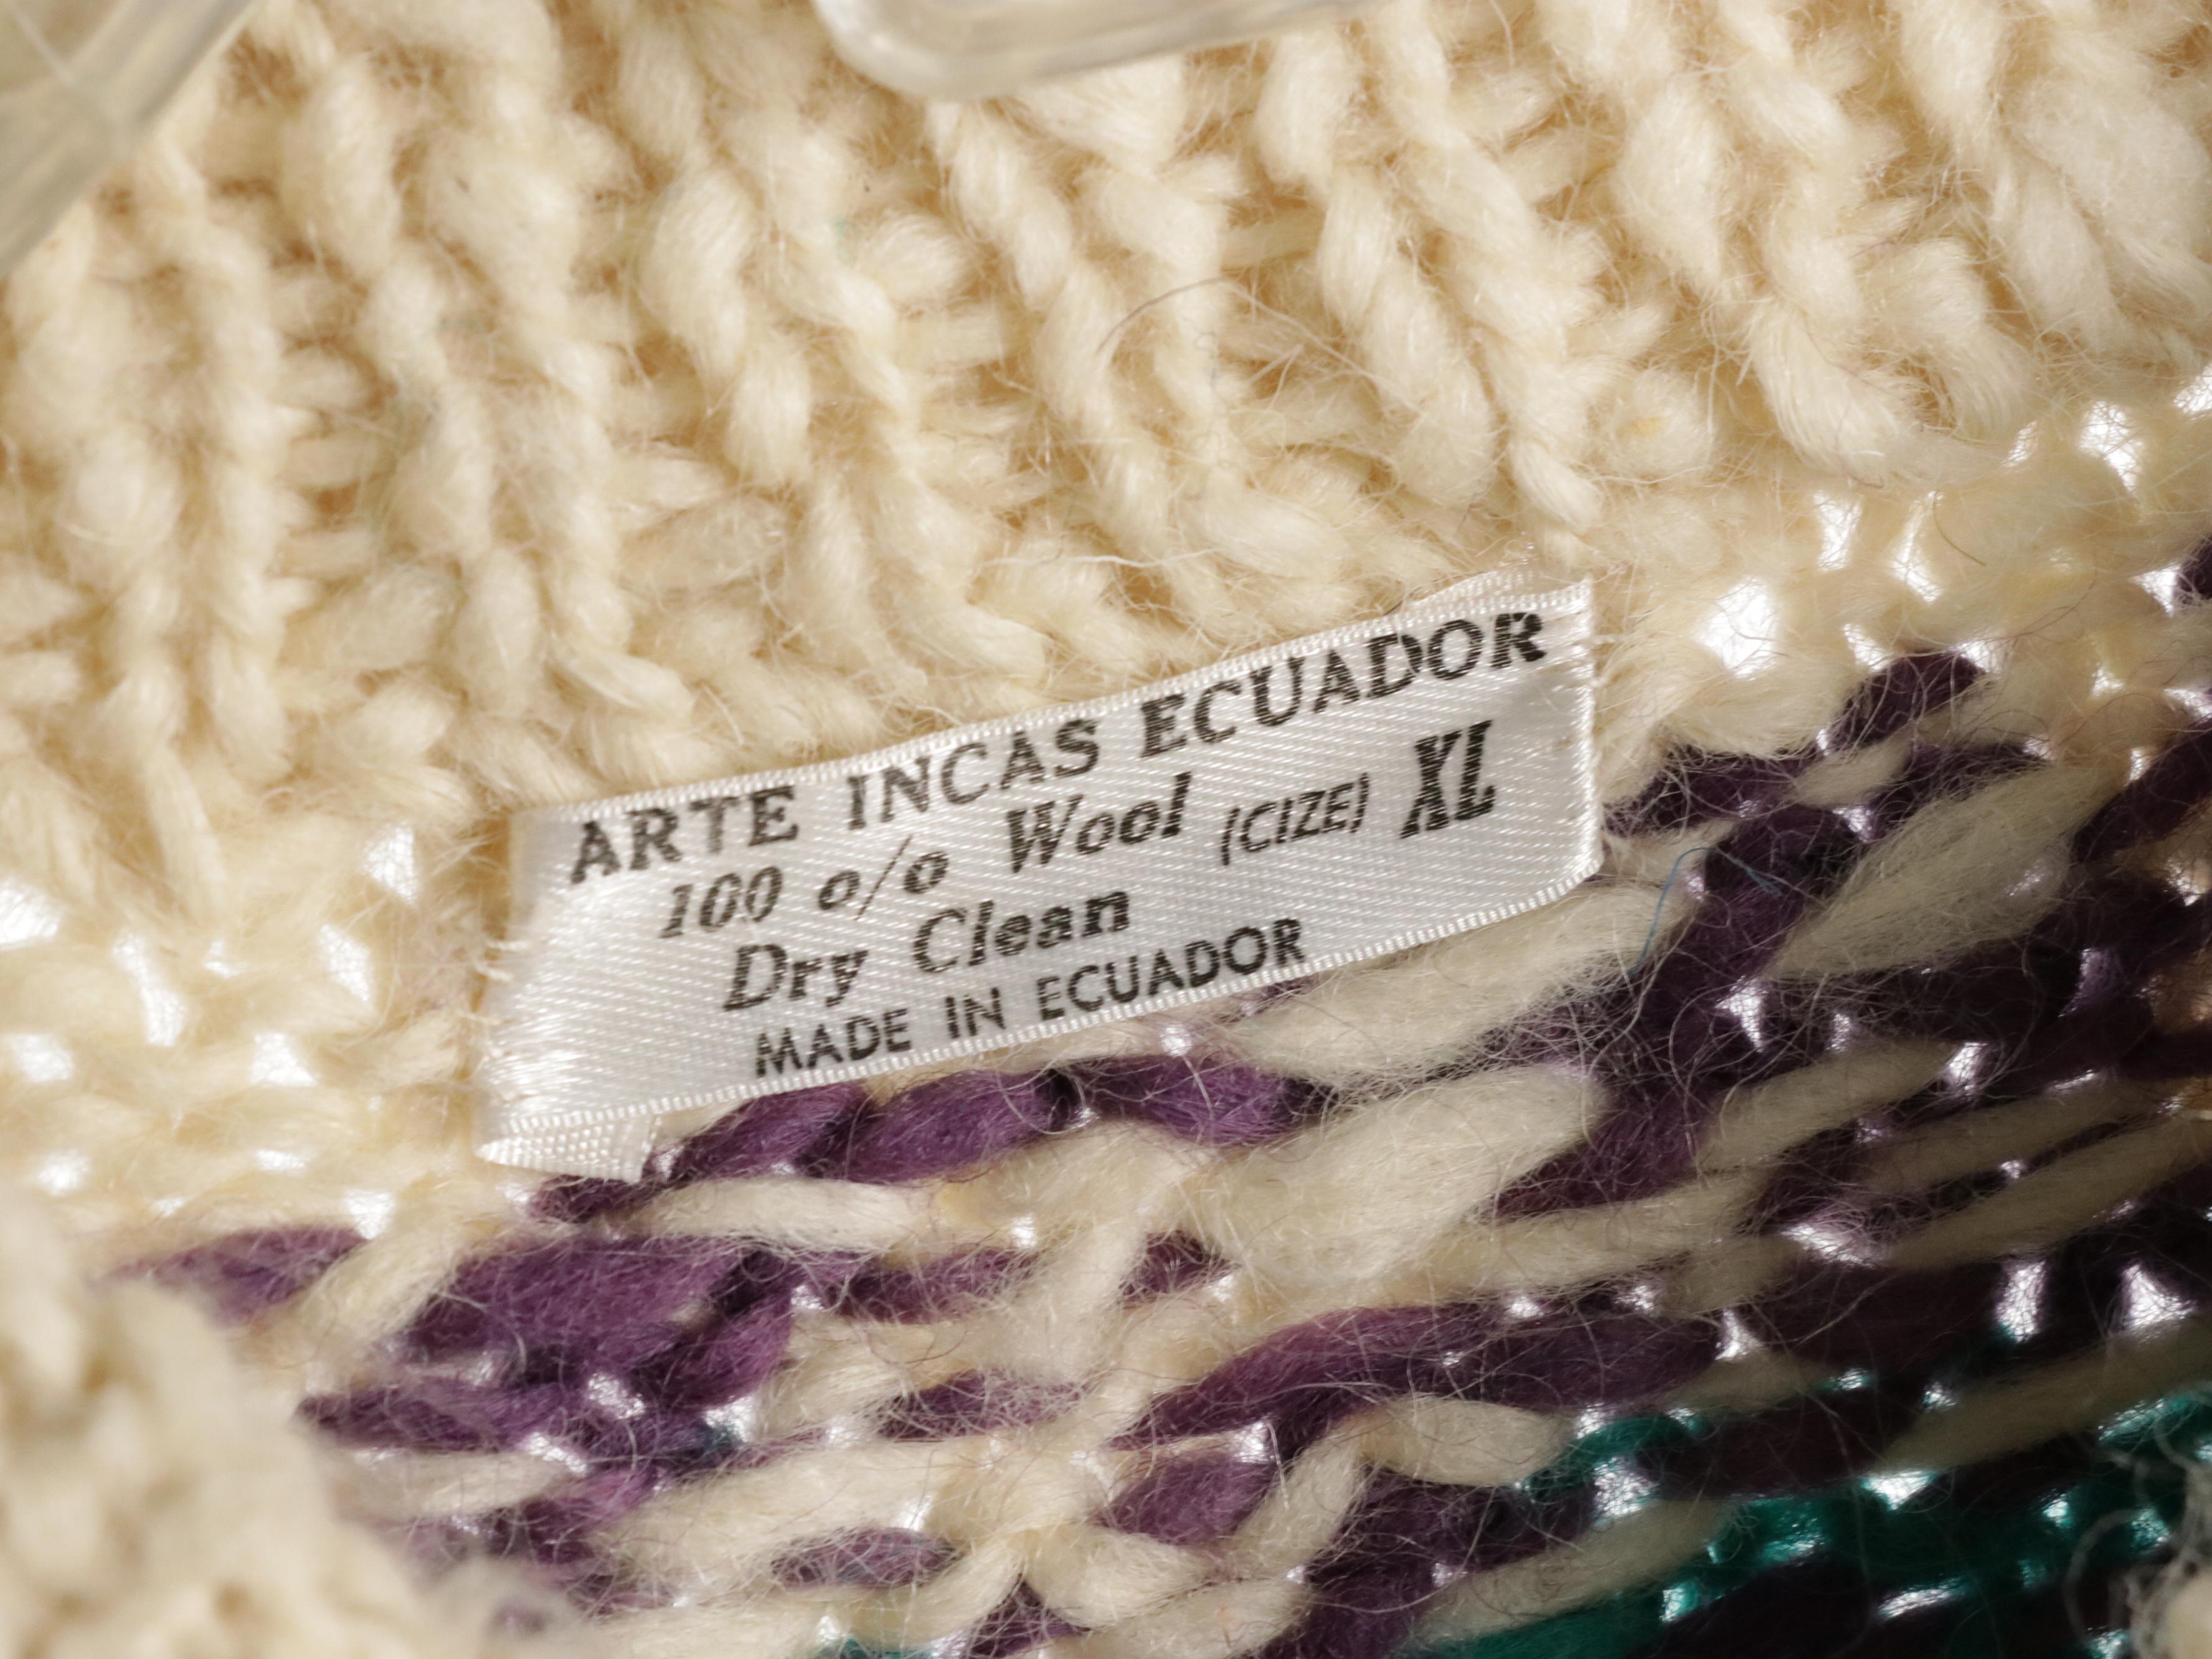 ARTE INCAS ECUADOR
100 o/o Wool (CIZE) XL
Dry Clean
MADE IN ECUADOR